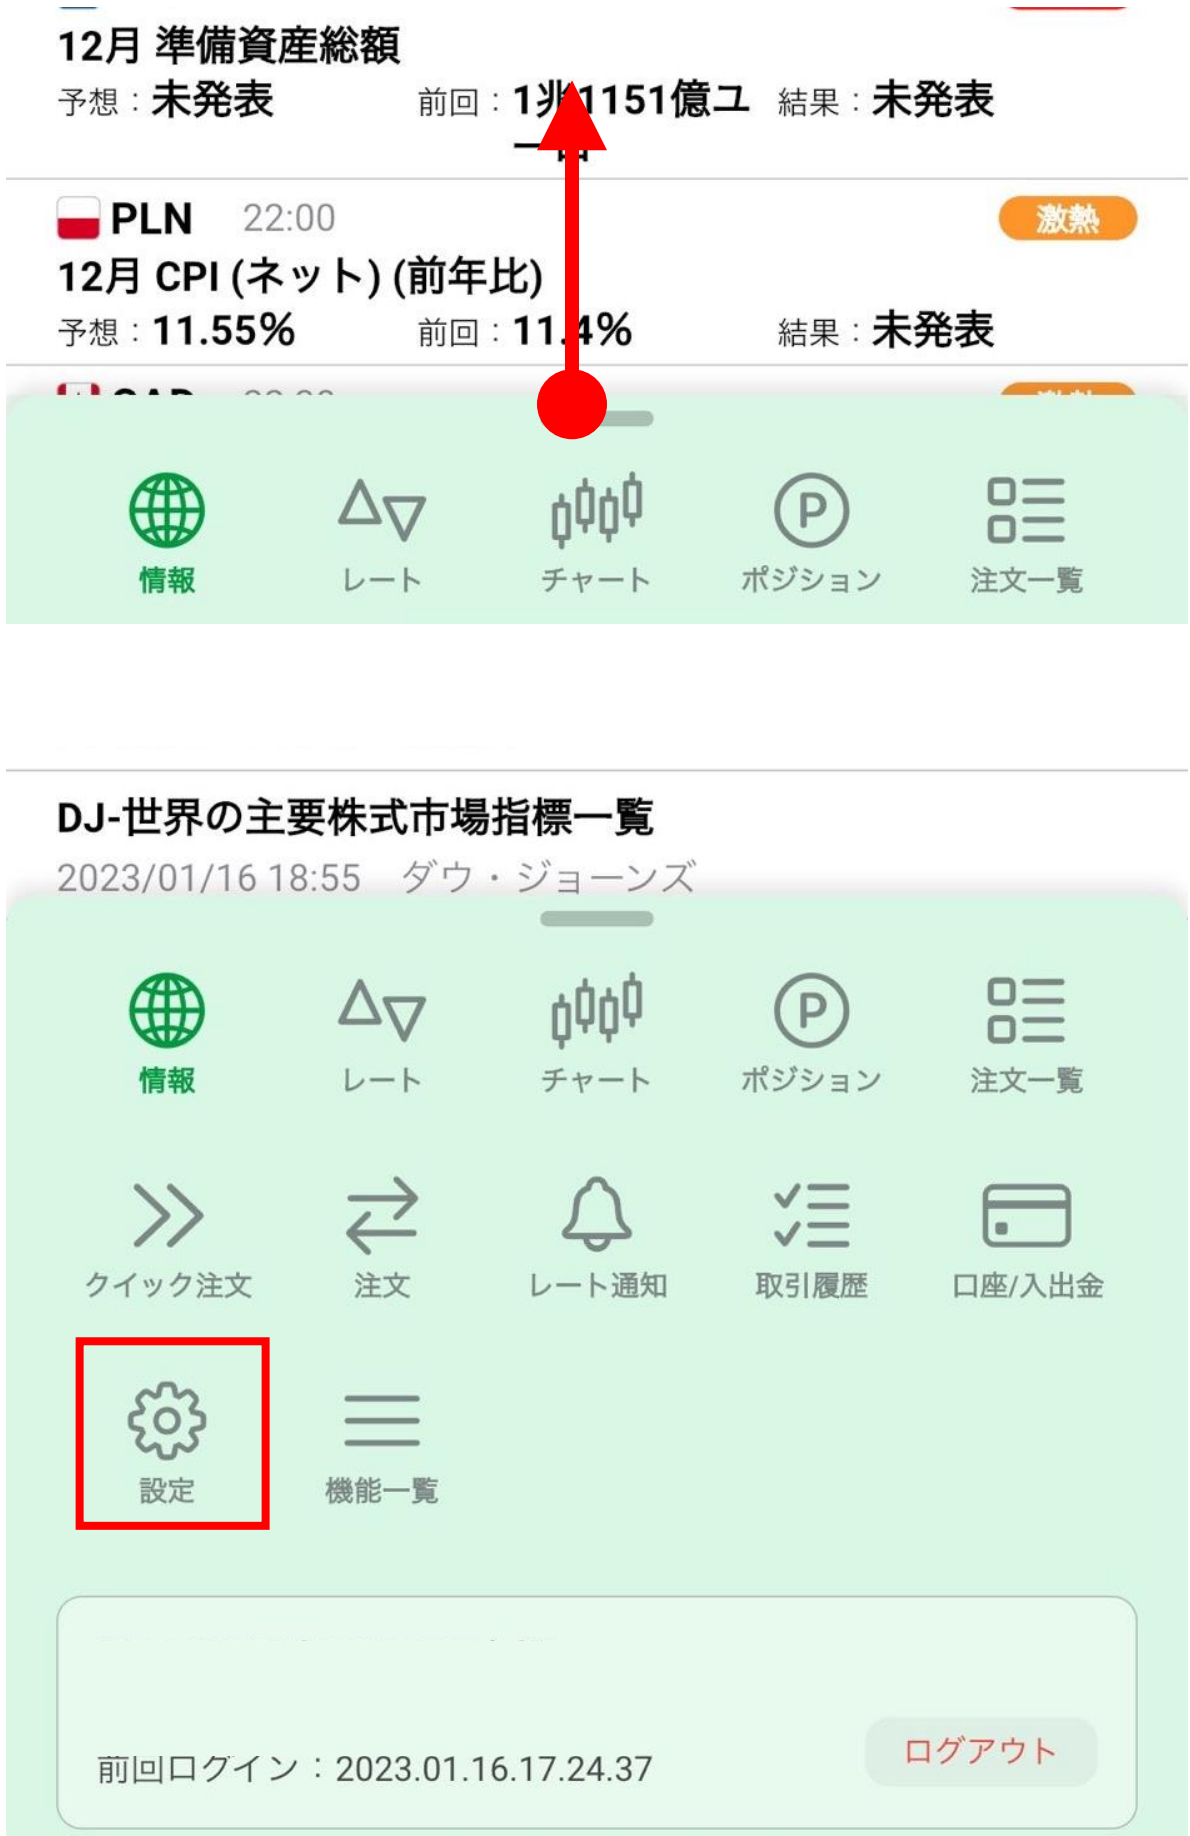 12月 準備資産総額
予想：未発表 前回：1兆1151億ユ 結果：未発表
PLN 22:00 激熱
12月 CPI (ネット) (前年比)
予想：11.55% 前回：11.4% 結果：未発表
情報 レート チャート ポジション 注文一覧
DJ-世界の主要株式市場指標一覧
2023/01/16 18:55 ダウ・ジョーンズ
情報 レート チャート ポジション 注文一覧
クイック注文 注文 レート通知 取引履歴 口座/入出金
設定 機能一覧
前回ログイン：2023.01.16.17.24.37 ログアウト